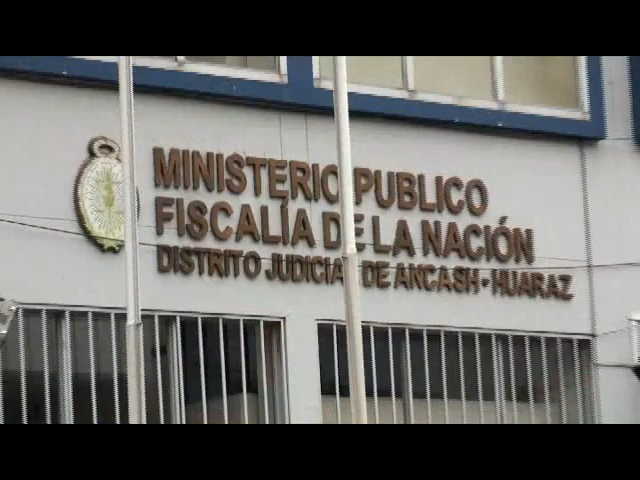 MINISTERIO PUBLICO
FISCALÍA DE LA NACIÓN
DISTRITO JUDICIAL DE ANCASH - HUARAZ